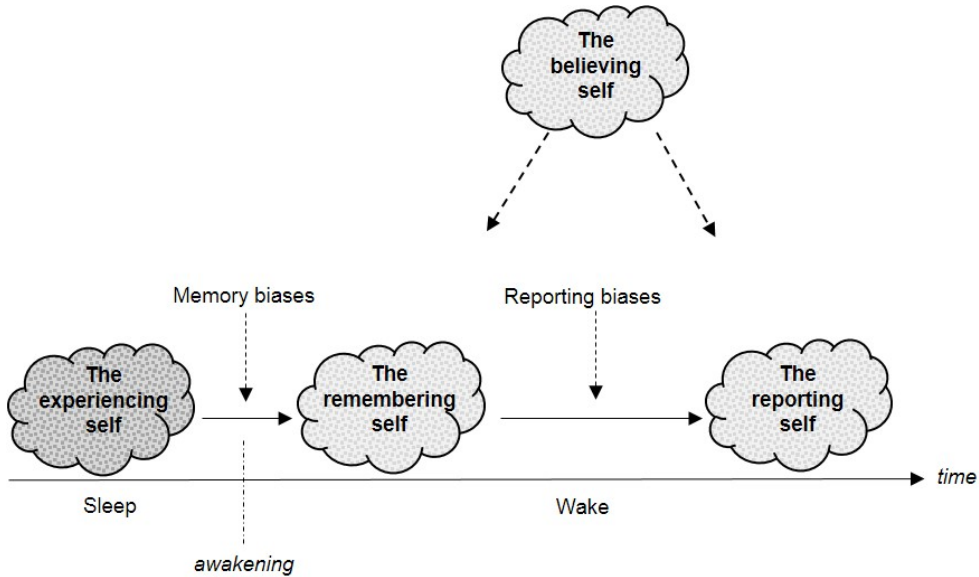 The
believing
self
Memory biases
Reporting biases
The
experiencing
self
The
remembering
self
The
reporting
self
time
Sleep
Wake
awakening